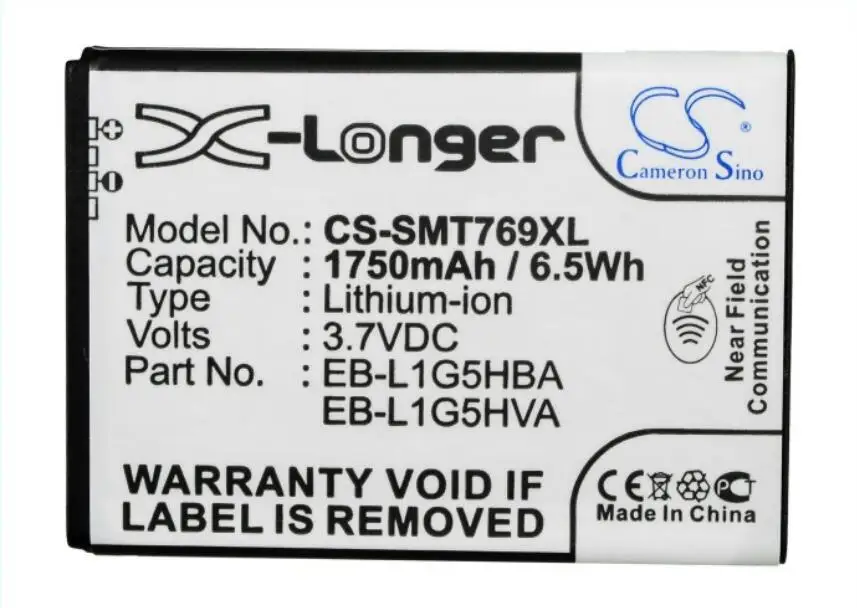 X-Longer
CS ®
Cameron Sino
Model No.: CS-SMT769XL
Capacity : 1750mAh / 6.5Wh
Type : Lithium-ion
Volts : 3.7VDC
Part No. : EB-L1G5HBA
EB-L1G5HVA
NFC
Near Field
Communication
WARRANTY VOID IF
LABEL IS REMOVED
CE PCT
Made In China